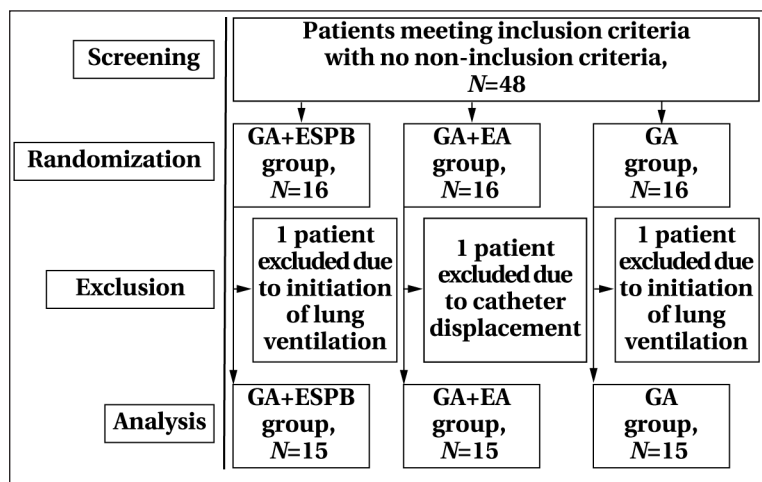 Screening
Patients meeting inclusion criteria
with no non-inclusion criteria,
N=48
Randomization
GA+ESPB
group,
N=16
GA+EA
group,
N=16
GA
group,
N=16
Exclusion
1 patient
excluded due
to initiation
of lung
ventilation
1 patient
excluded due
to catheter
displacement
1 patient
excluded due
to initiation
of lung
ventilation
Analysis
GA+ESPB
group,
N=15
GA+EA
group,
N=15
GA
group,
N=15